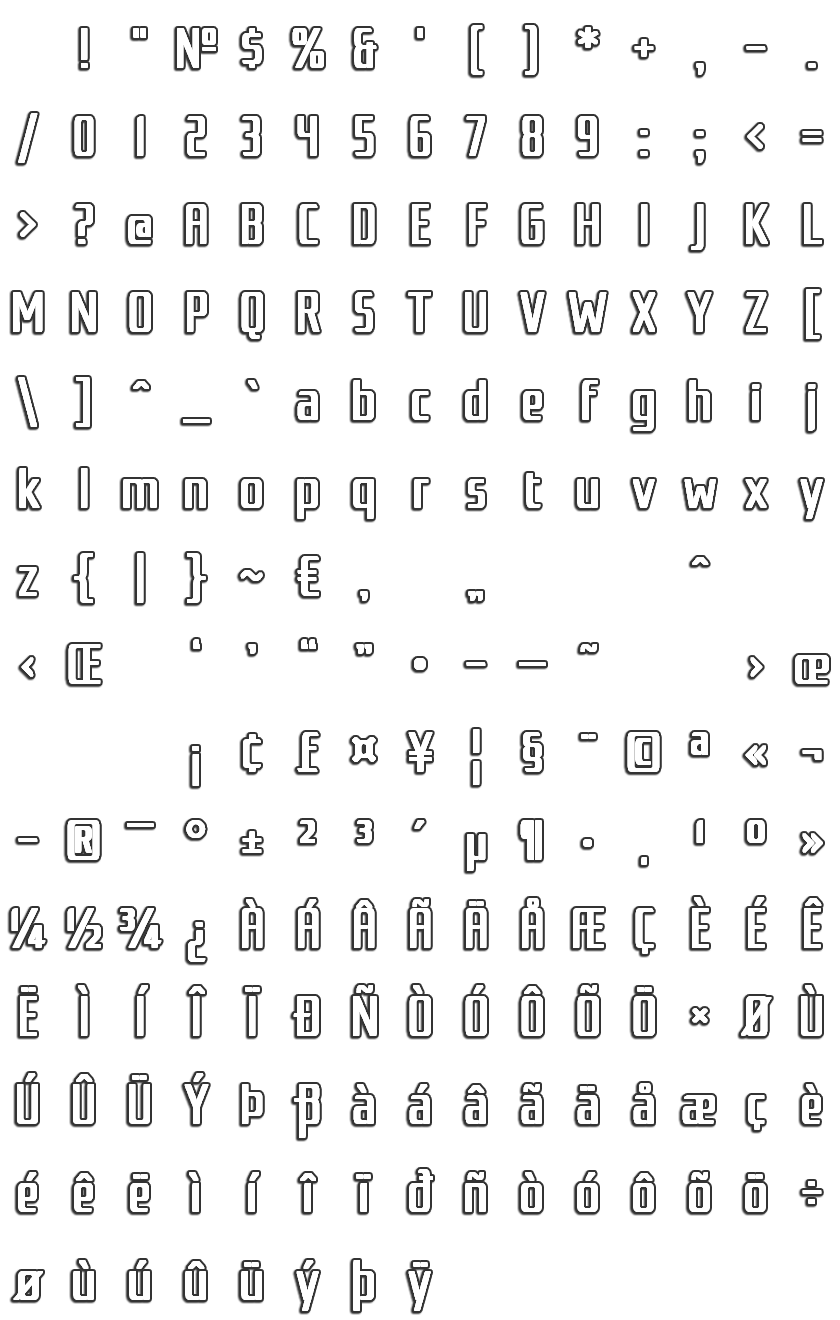 ! " № $ % & ' [ ] * + , - .
/ 0 1 2 3 4 5 6 7 8 9 : ; < =
> ? @ A B C D E F G H I J K L
M N O P Q R S T U V W X Y Z [
\ ] ^ _ ` a b c d e f g h i j
k l m n o p q r s t u v w x y
z { | } ~ € ‚ „ ˆ
‹ Œ ‘ ’ “ ” • – — ˜ › œ
¡ ¢ £ ¤ ¥ ¦ § ¨ © ª « ¬
- ® ¯ ° ± ² ³ ´ µ ¶ · ¸ ¹ º »
¼ ½ ¾ ¿ À Á Â Ã Ā Å Æ Ç È É Ê
Ē Ì Í Î Ī Đ Ñ Ò Ó Ô Õ Ō × Ø Ù
Ú Û Ū Ý Þ ß à á â ã ā å æ ç è
é ê ē ì í î ī đ ñ ò ó ô õ ō ÷
ø ù ú û ū ý þ ȳ